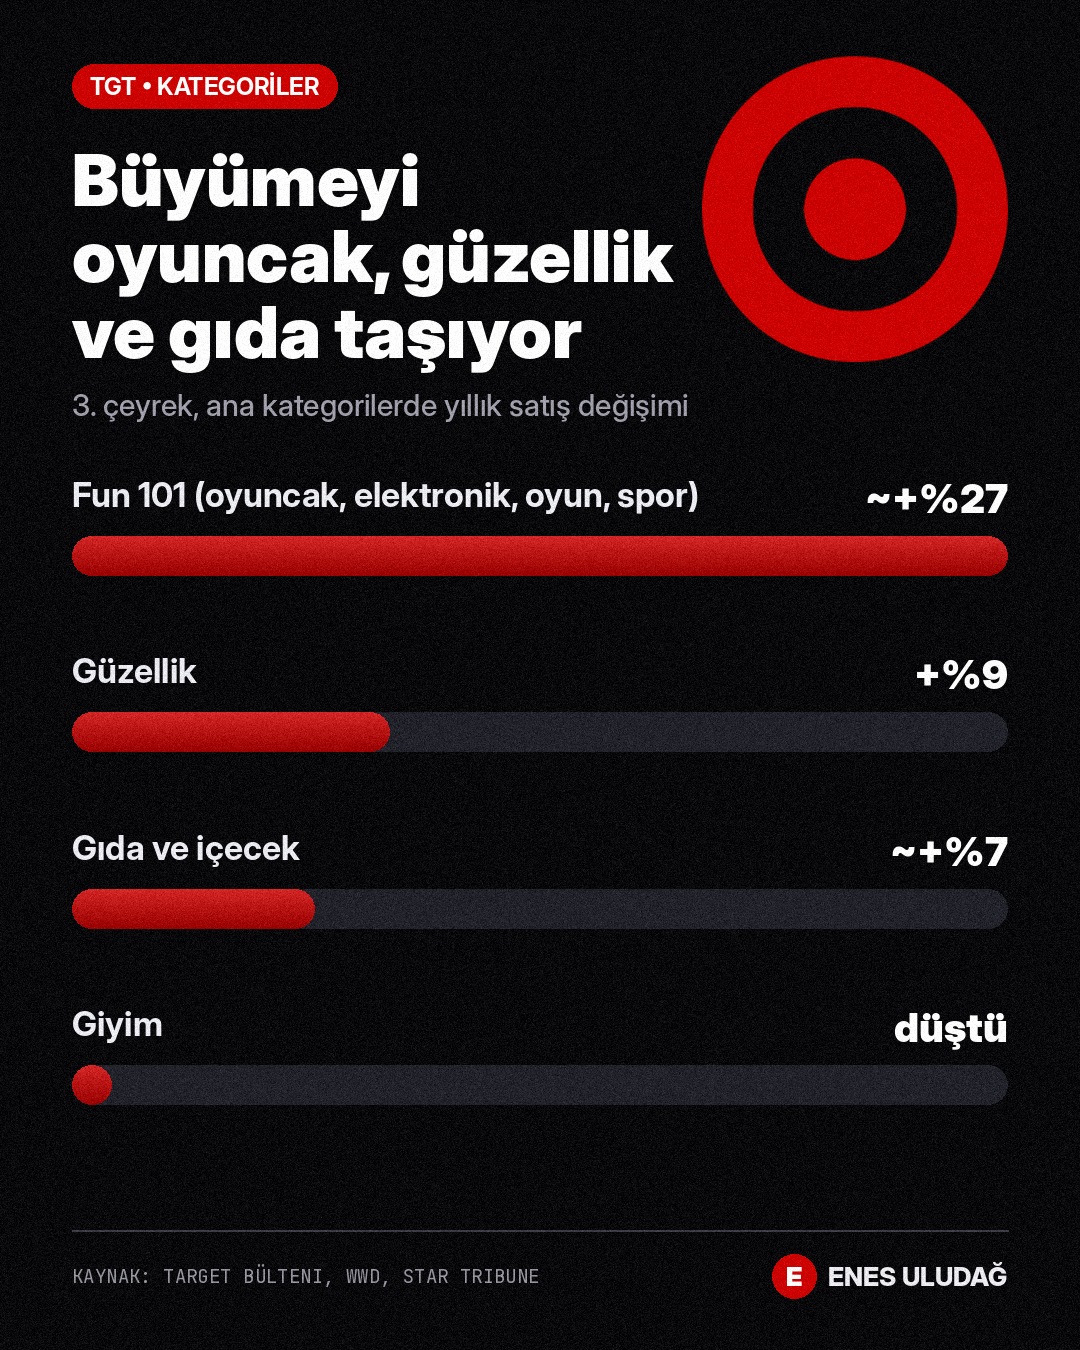 TGT • KATEGORİLER
Büyümeyi
oyuncak, güzellik
ve gıda taşıyor
3. çeyrek, ana kategorilerde yıllık satış değişimi
Fun 101 (oyuncak, elektronik, oyun, spor)
~+%27
Güzellik
+%9
Gıda ve içecek
~+%7
Giyim
düştü
KAYNAK: TARGET BÜLTENI, WWD, STAR TRIBUNE
E ENES ULUDAĞ